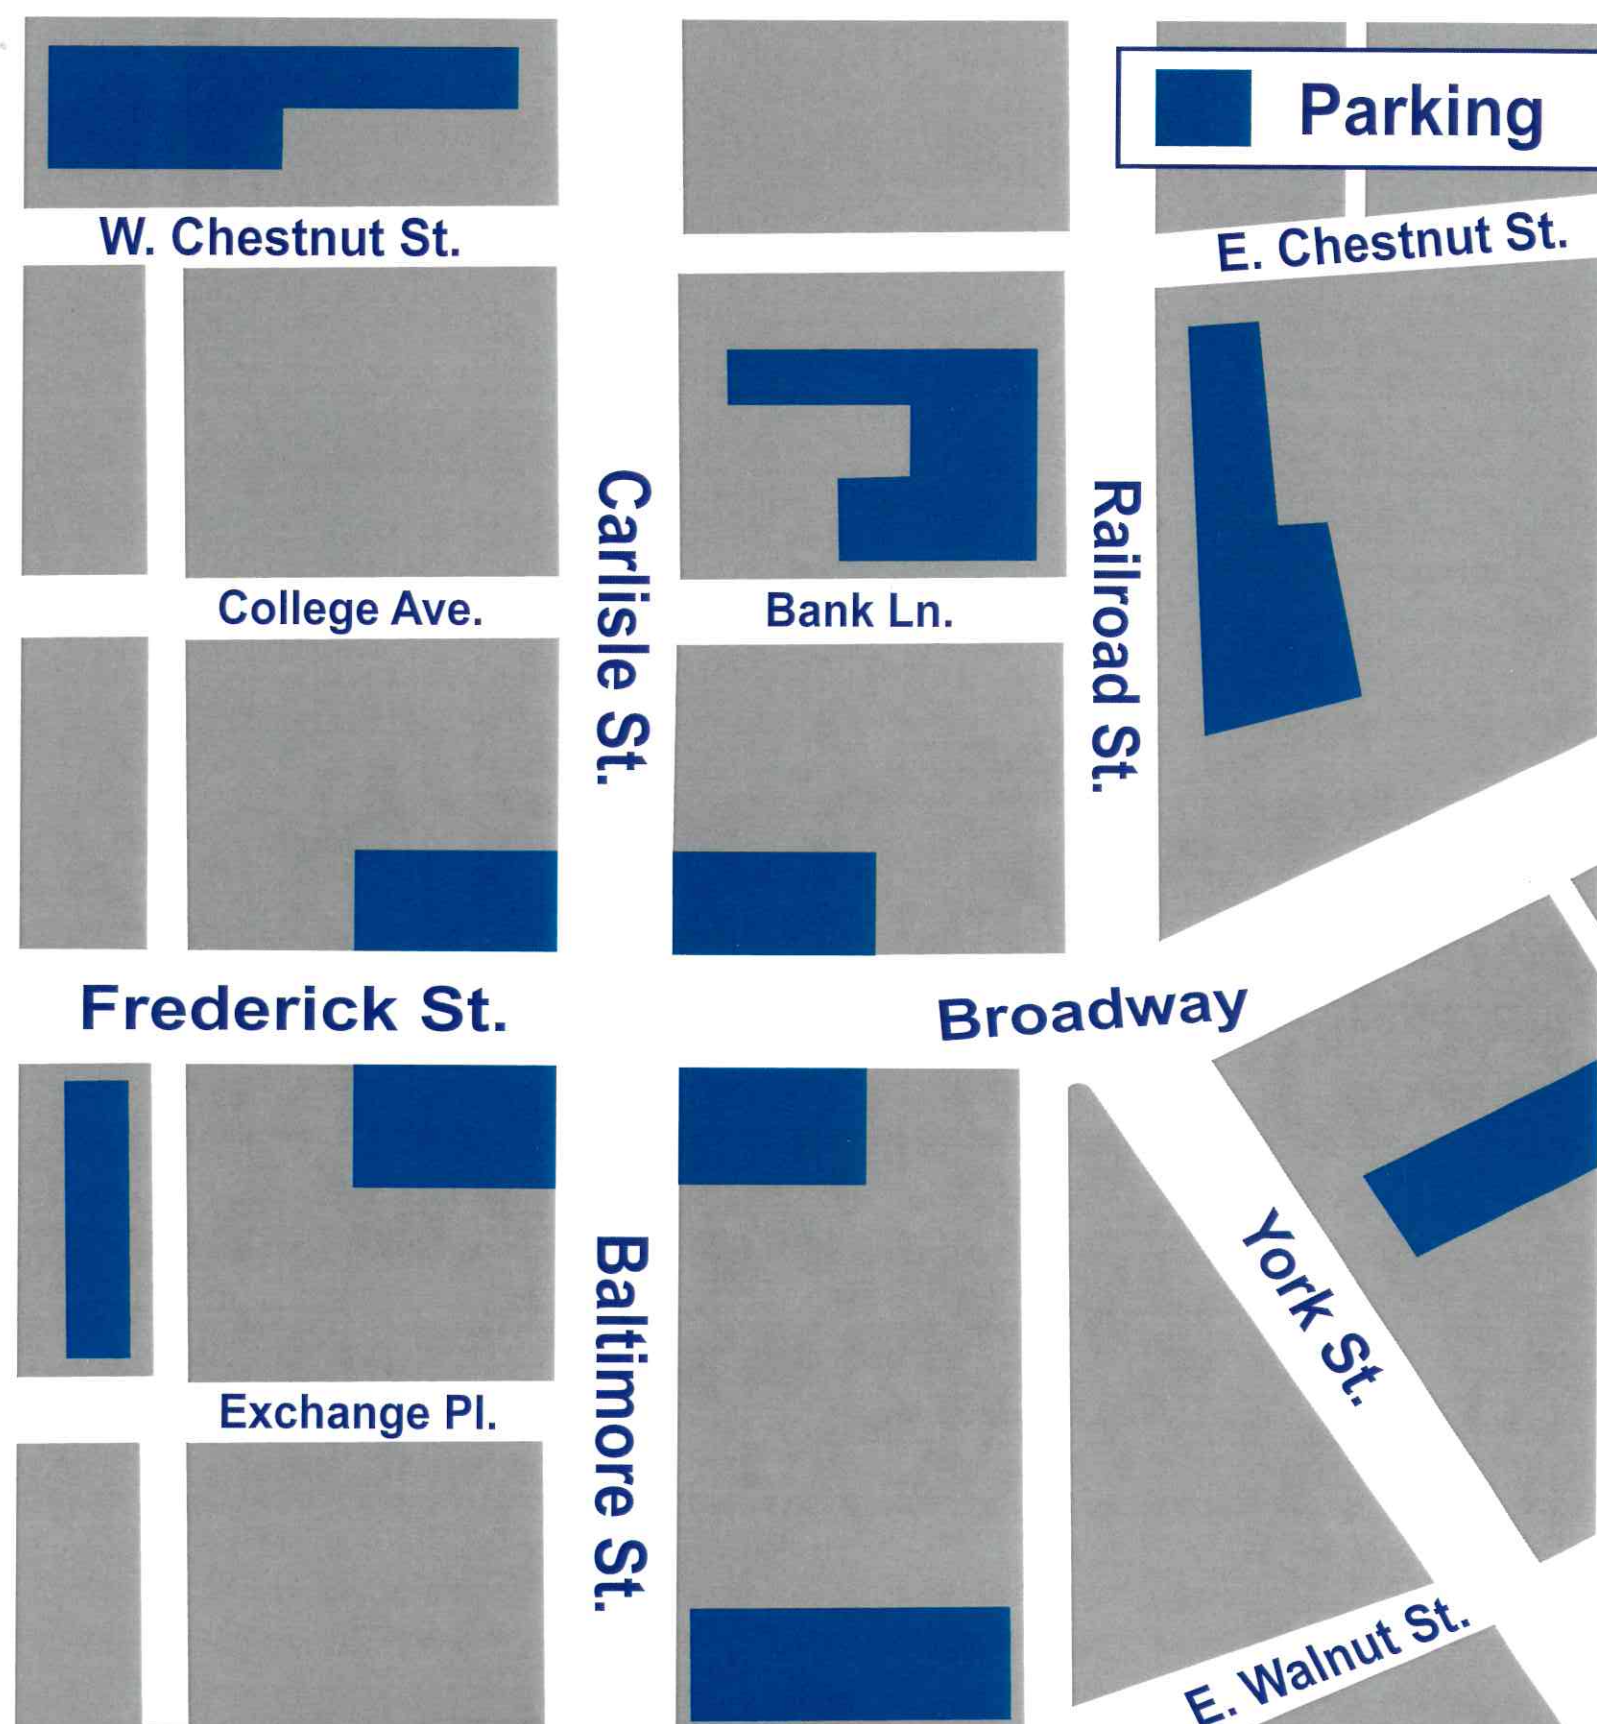 Parking
W. Chestnut St.
E. Chestnut St.
Carlisle St.
Railroad St.
College Ave.
Bank Ln.
Frederick St.
Broadway
Baltimore St.
York St.
Exchange Pl.
E. Walnut St.